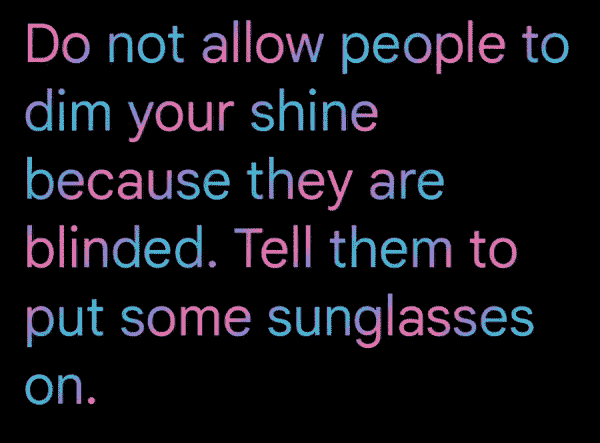 Do not allow people to
dim your shine
because they are
blinded. Tell them to
put some sunglasses
on.